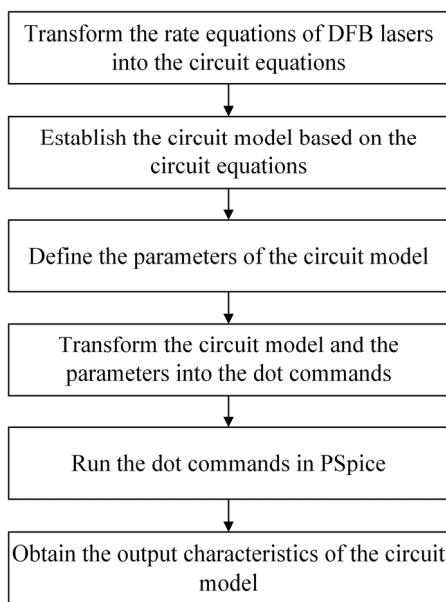 Transform the rate equations of DFB lasers
into the circuit equations
Establish the circuit model based on the
circuit equations
Define the parameters of the circuit model
Transform the circuit model and the
parameters into the dot commands
Run the dot commands in PSpice
Obtain the output characteristics of the circuit
model